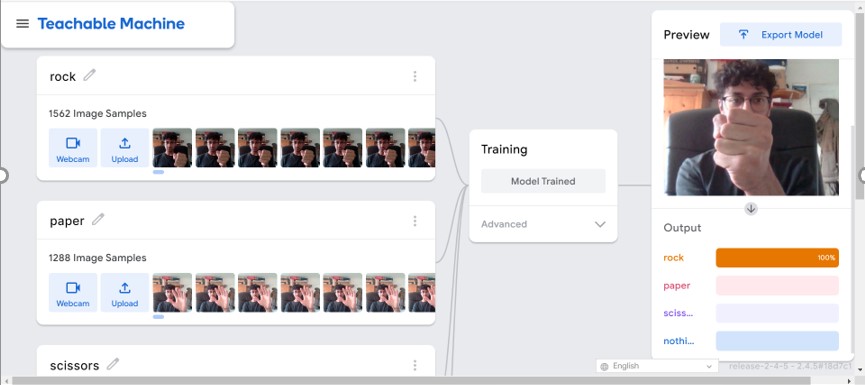 Teachable Machine
rock
1562 Image Samples
Webcam
Upload
paper
1288 Image Samples
Webcam
Upload
scissors
Training
Model Trained
Advanced
Preview
Export Model
Output
rock
100%
paper
sciss...
nothi...
English
release-2-4-5 - 2.4.5#18d7c1